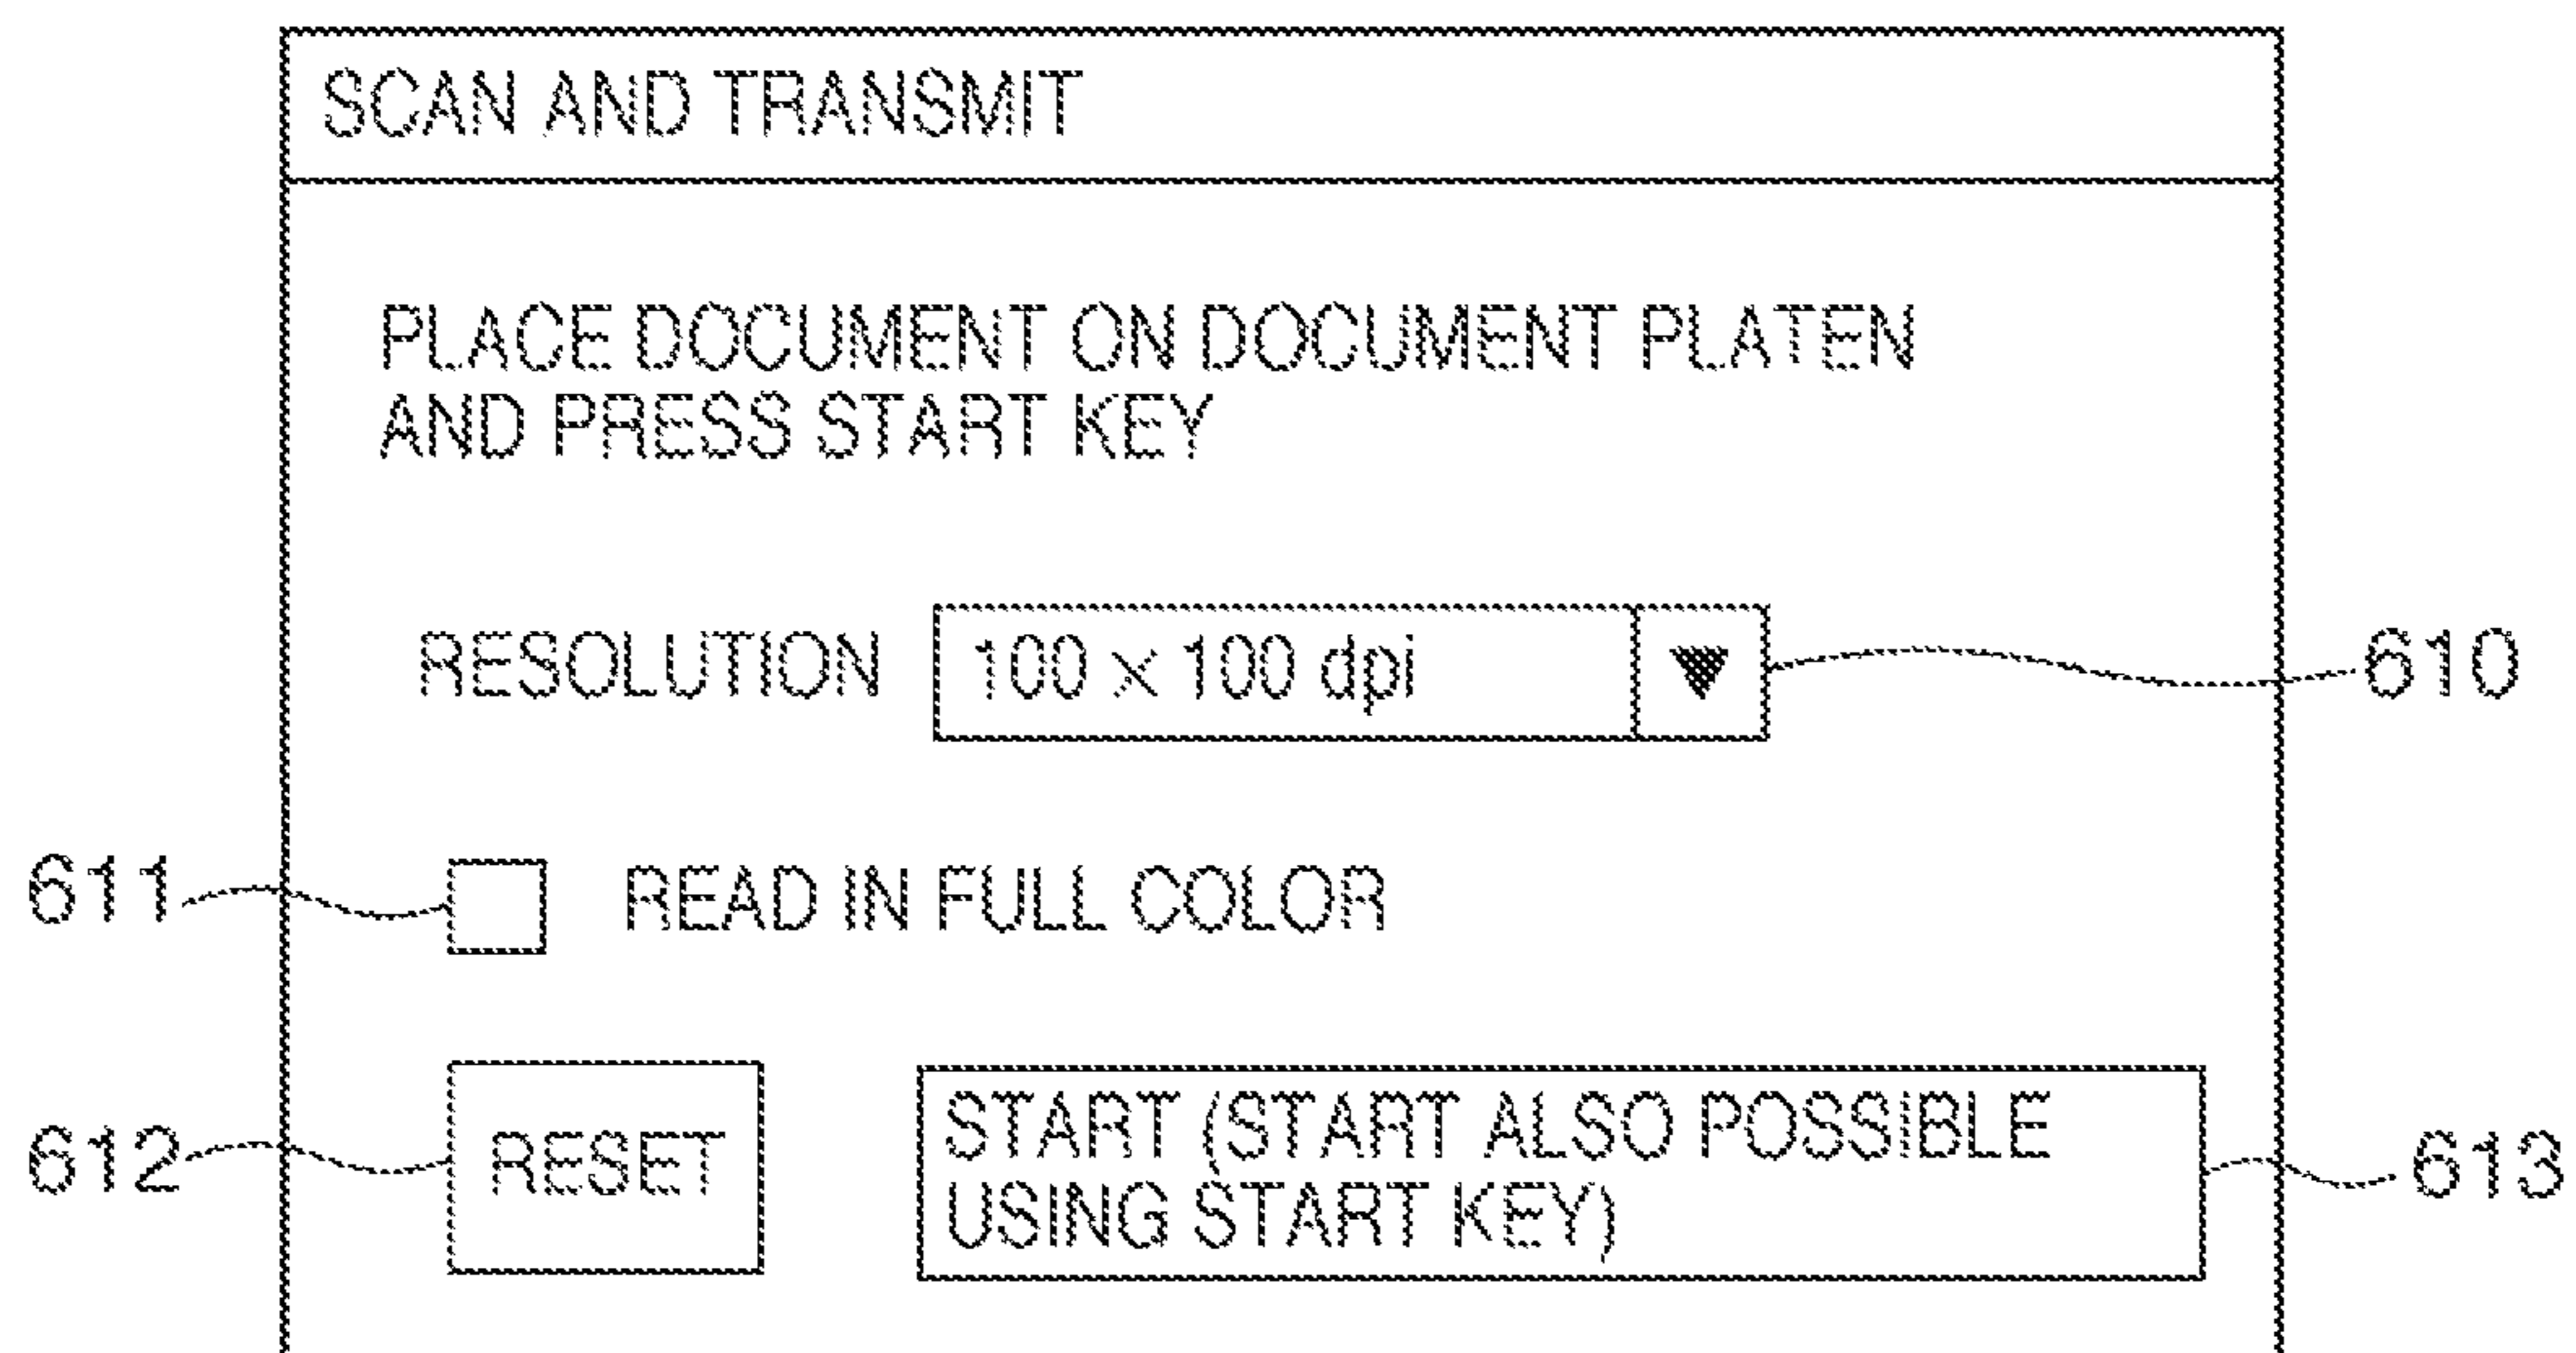 SCAN AND TRANSMIT
PLACE DOCUMENT ON DOCUMENT PLATEN
AND PRESS START KEY
RESOLUTION 100 × 100 dpi 610
611 READ IN FULL COLOR
612 RESET
START (START ALSO POSSIBLE
USING START KEY)
613